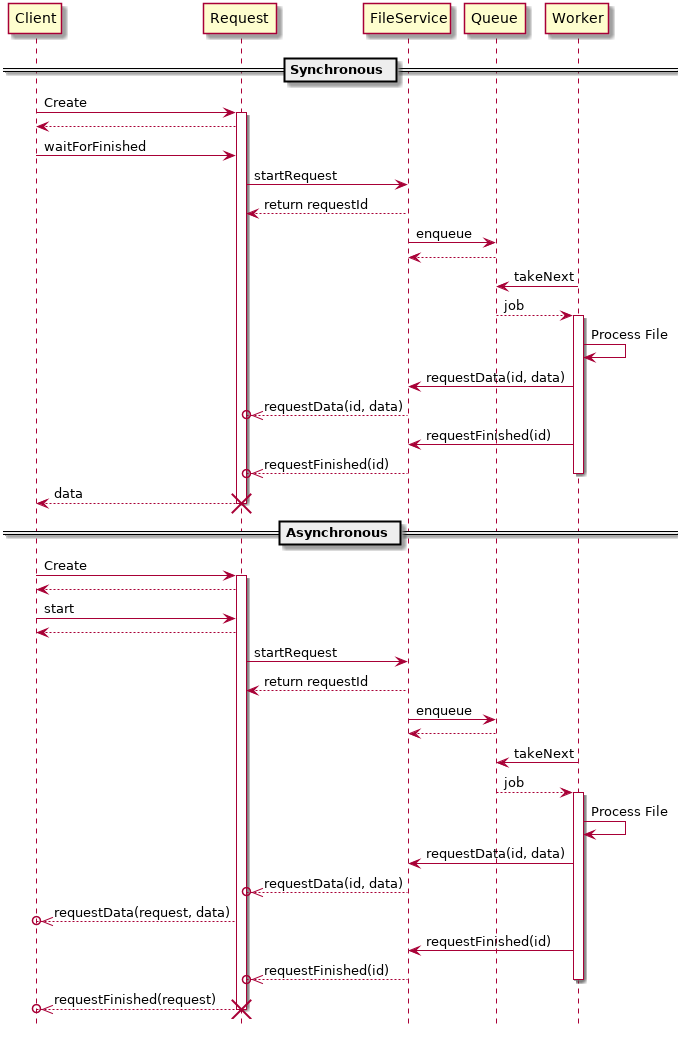 Client Request FileService Queue Worker
Synchronous
Create
waitForFinished
startRequest
return requestId
enqueue
takeNext
job
Process File
requestData(id, data)
requestData(id, data)
requestFinished(id)
requestFinished(id)
data
Asynchronous
Create
start
startRequest
return requestId
enqueue
takeNext
job
Process File
requestData(id, data)
requestData(id, data)
requestData(request, data)
requestFinished(id)
requestFinished(id)
requestFinished(request)